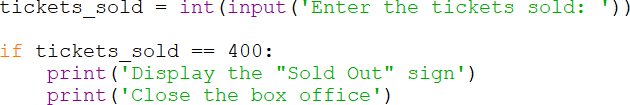 tickets_sold = int(input('Enter the tickets sold: '))
if tickets_sold == 400:
    print('Display the "Sold Out" sign')
    print('Close the box office')